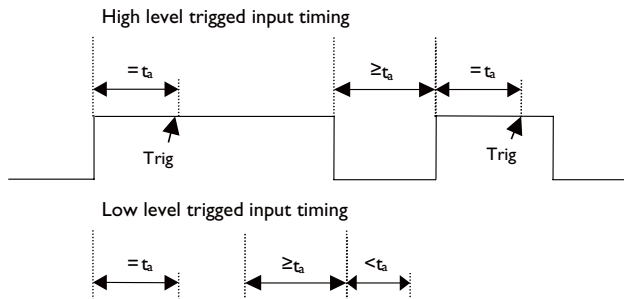 High level trigged input timing
= ta ≥ta = ta
Trig Trig
Low level trigged input timing
= ta ≥ta <ta